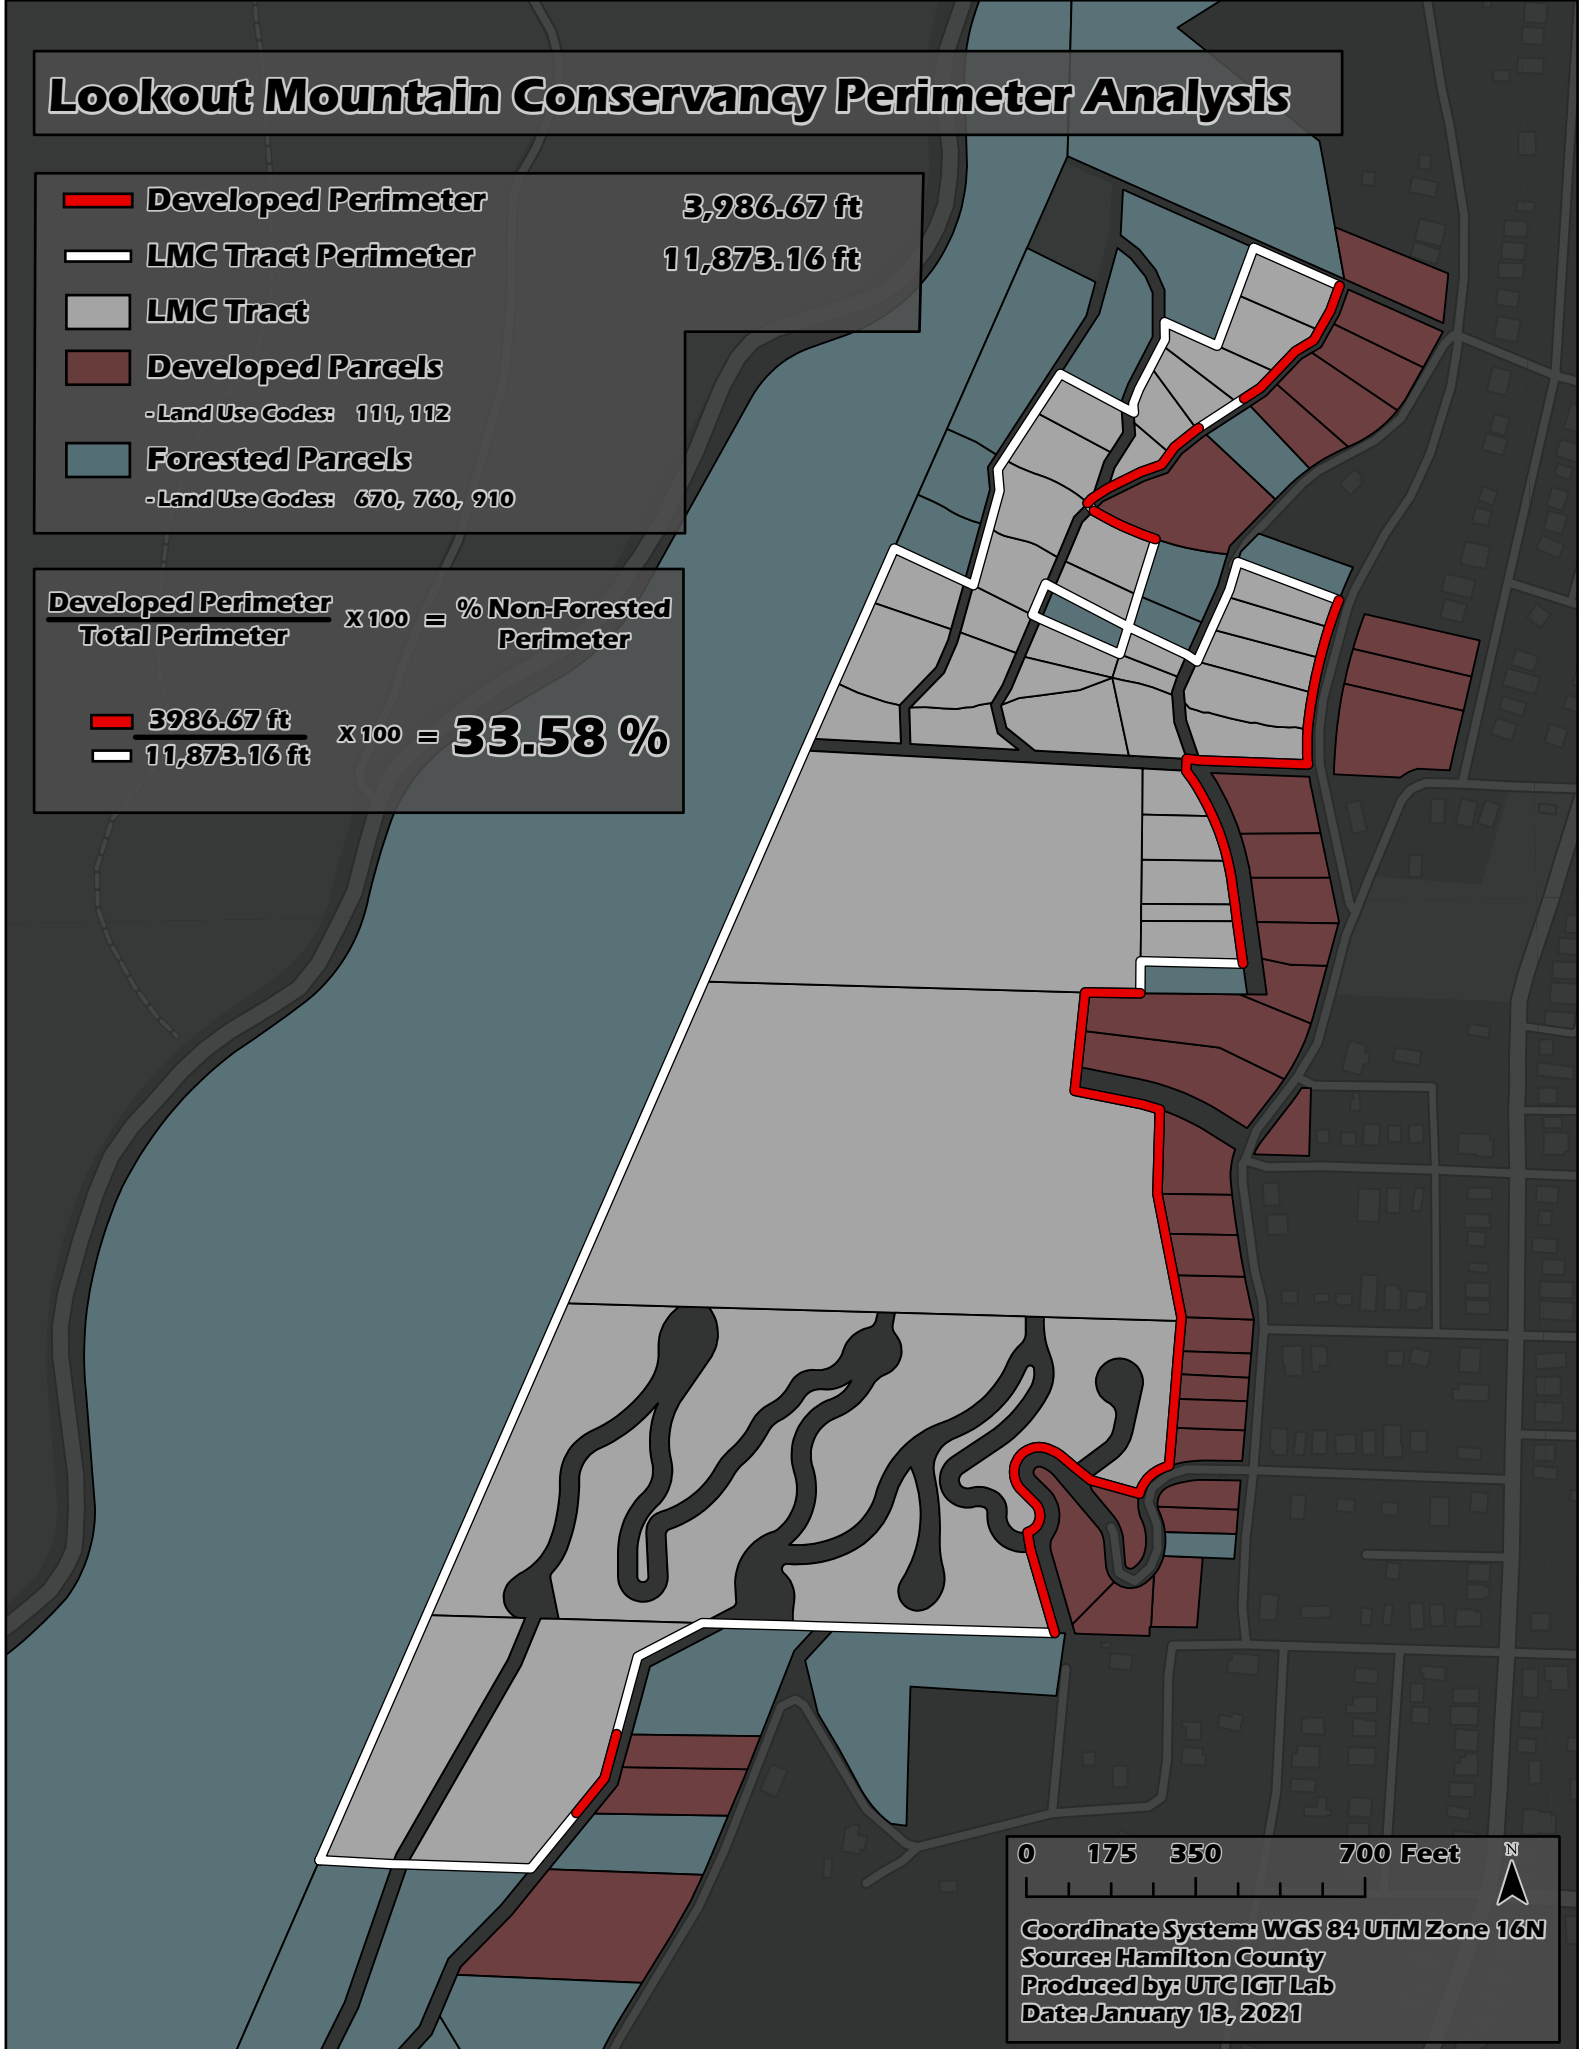 Lookout Mountain Conservancy Perimeter Analysis
Developed Perimeter 3,986.67 ft
LMC Tract Perimeter 11,873.16 ft
LMC Tract
Developed Parcels
- Land Use Codes: 111, 112
Forested Parcels
- Land Use Codes: 670, 760, 910
Developed Perimeter
Total Perimeter
X 100 = % Non-Forested
Perimeter
3986.67 ft
11,873.16 ft
X 100 = 33.58 %
0 175 350 700 Feet
N
Coordinate System: WGS 84 UTM Zone 16N
Source: Hamilton County
Produced by: UTC IGT Lab
Date: January 13, 2021